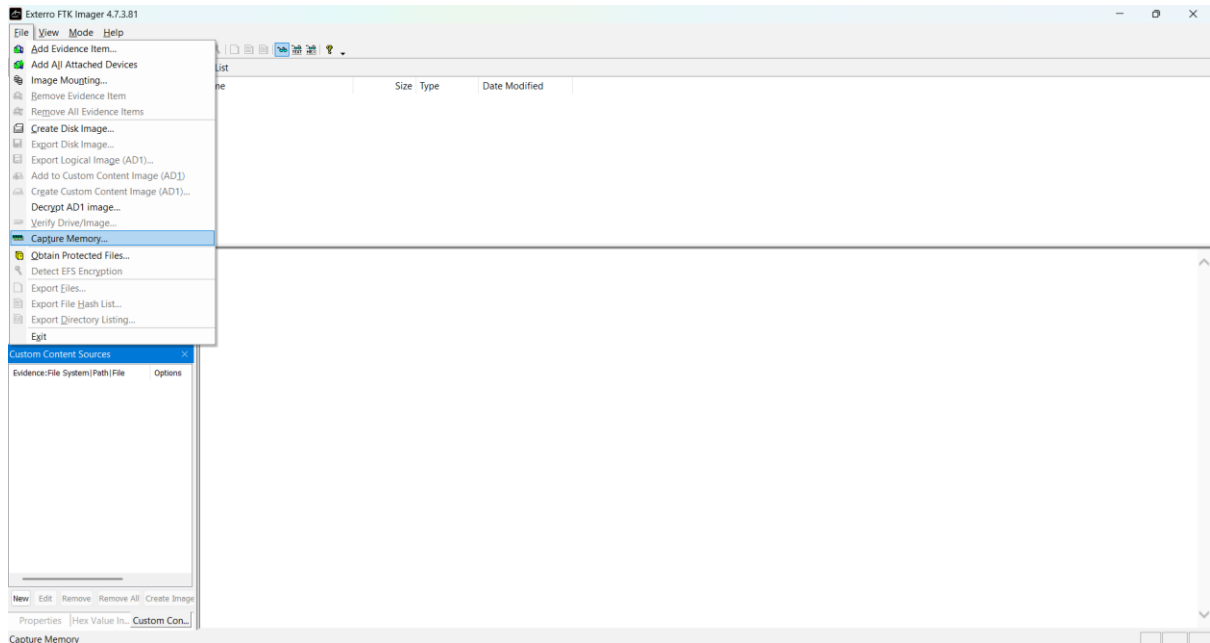 Exterro FTK Imager 4.7.3.81
File View Mode Help
Add Evidence Item...
Add All Attached Devices
Image Mounting...
Remove Evidence Item
Remove All Evidence Items
Create Disk Image...
Export Disk Image...
Export Logical Image (AD1)...
Add to Custom Content Image (AD1)
Create Custom Content Image (AD1)...
Decrypt AD1 image...
Verify Drive/Image...
Capture Memory...
Obtain Protected Files...
Detect EFS Encryption
Export Files...
Export File Hash List...
Export Directory Listing...
Exit
List
me Size Type Date Modified
Custom Content Sources
Evidence:File System|Path|File Options
New Edit Remove Remove All Create Image
Properties Hex Value In... Custom Con...
Capture Memory